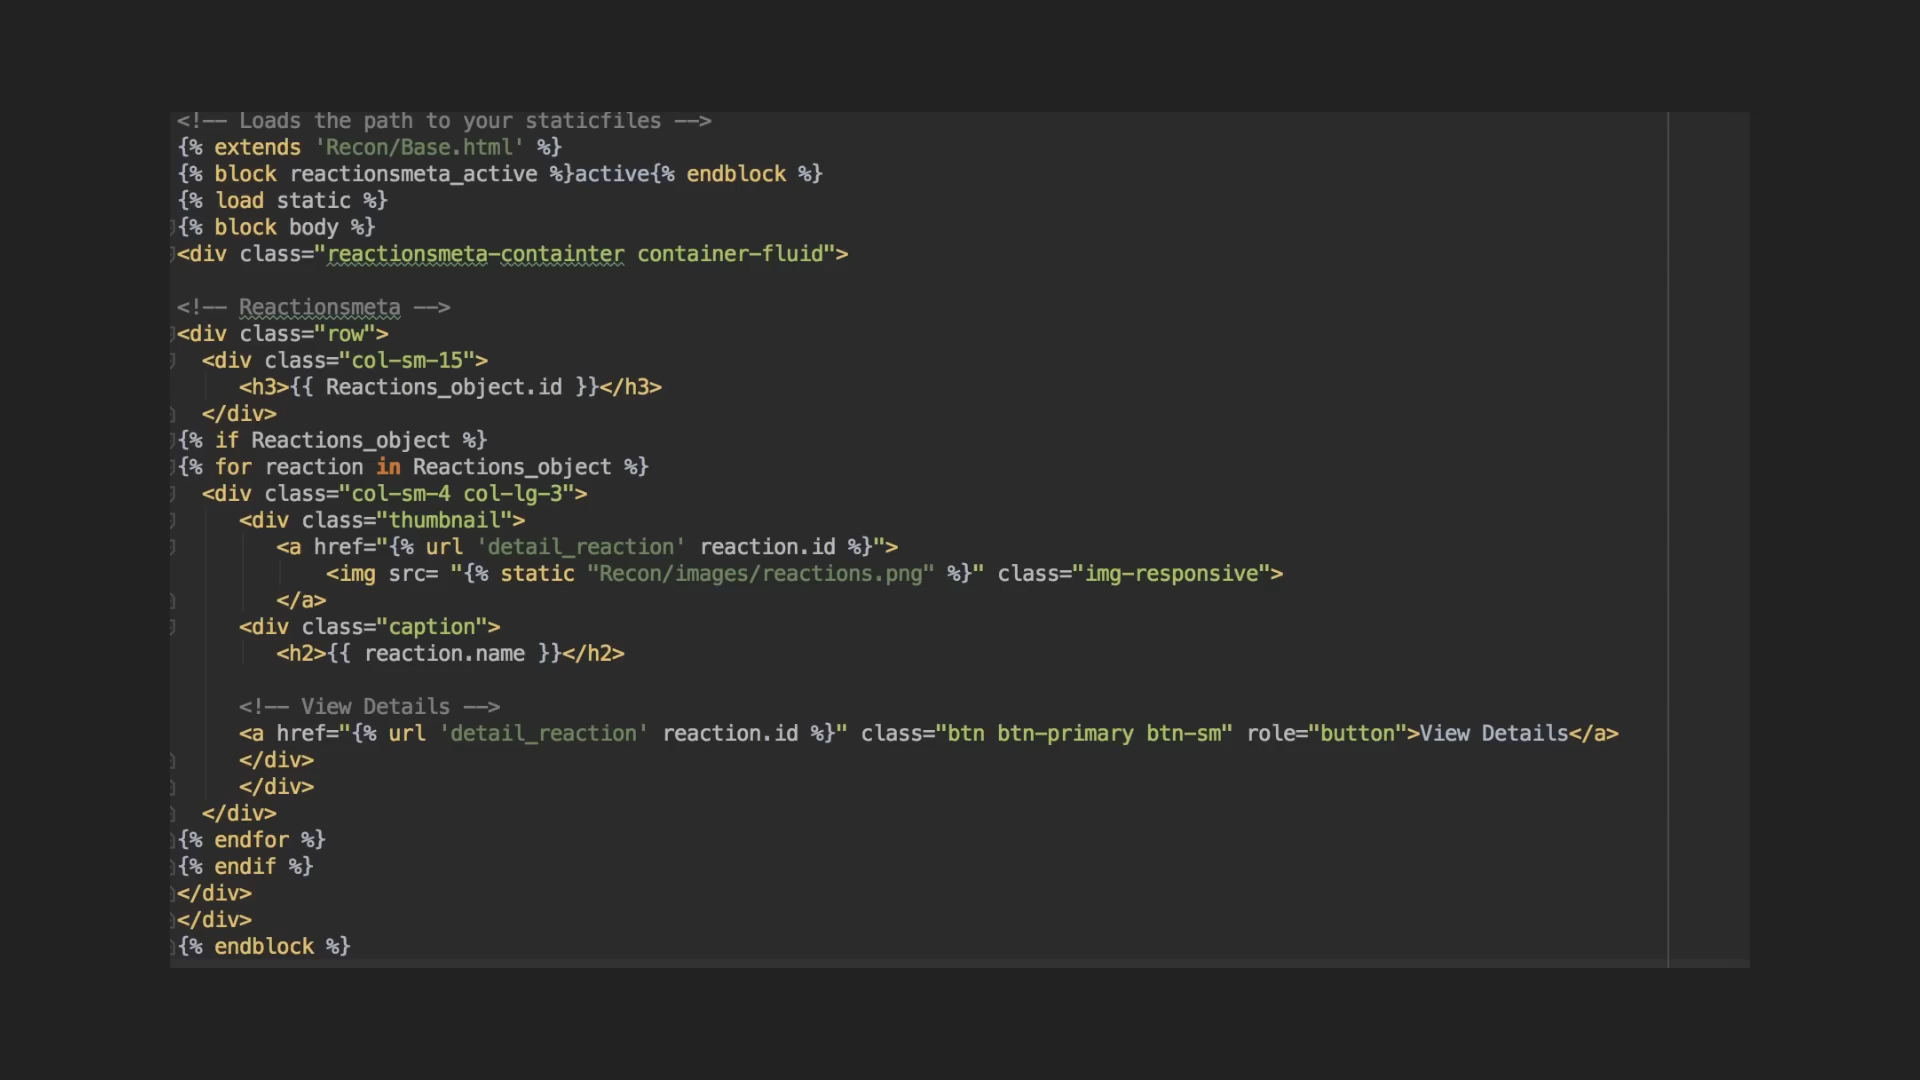 <!-- Loads the path to your staticfiles -->
{% extends 'Recon/Base.html' %}
{% block reactionsmeta_active %}active{% endblock %}
{% load static %}
{% block body %}
<div class="reactionsmeta-containter container-fluid">
<!-- Reactionsmeta -->
<div class="row">
<div class="col-sm-15">
<h3>{{ Reactions_object.id }}</h3>
</div>
{% if Reactions_object %}
{% for reaction in Reactions_object %}
<div class="col-sm-4 col-lg-3">
<div class="thumbnail">
<a href="{% url 'detail_reaction' reaction.id %}">
<img src= "{% static "Recon/images/reactions.png" %}" class="img-responsive">
</a>
<div class="caption">
<h2>{{ reaction.name }}</h2>
<!-- View Details -->
<a href="{% url 'detail_reaction' reaction.id %}" class="btn btn-primary btn-sm" role="button">View Details</a>
</div>
</div>
</div>
{% endfor %}
{% endif %}
</div>
</div>
{% endblock %}